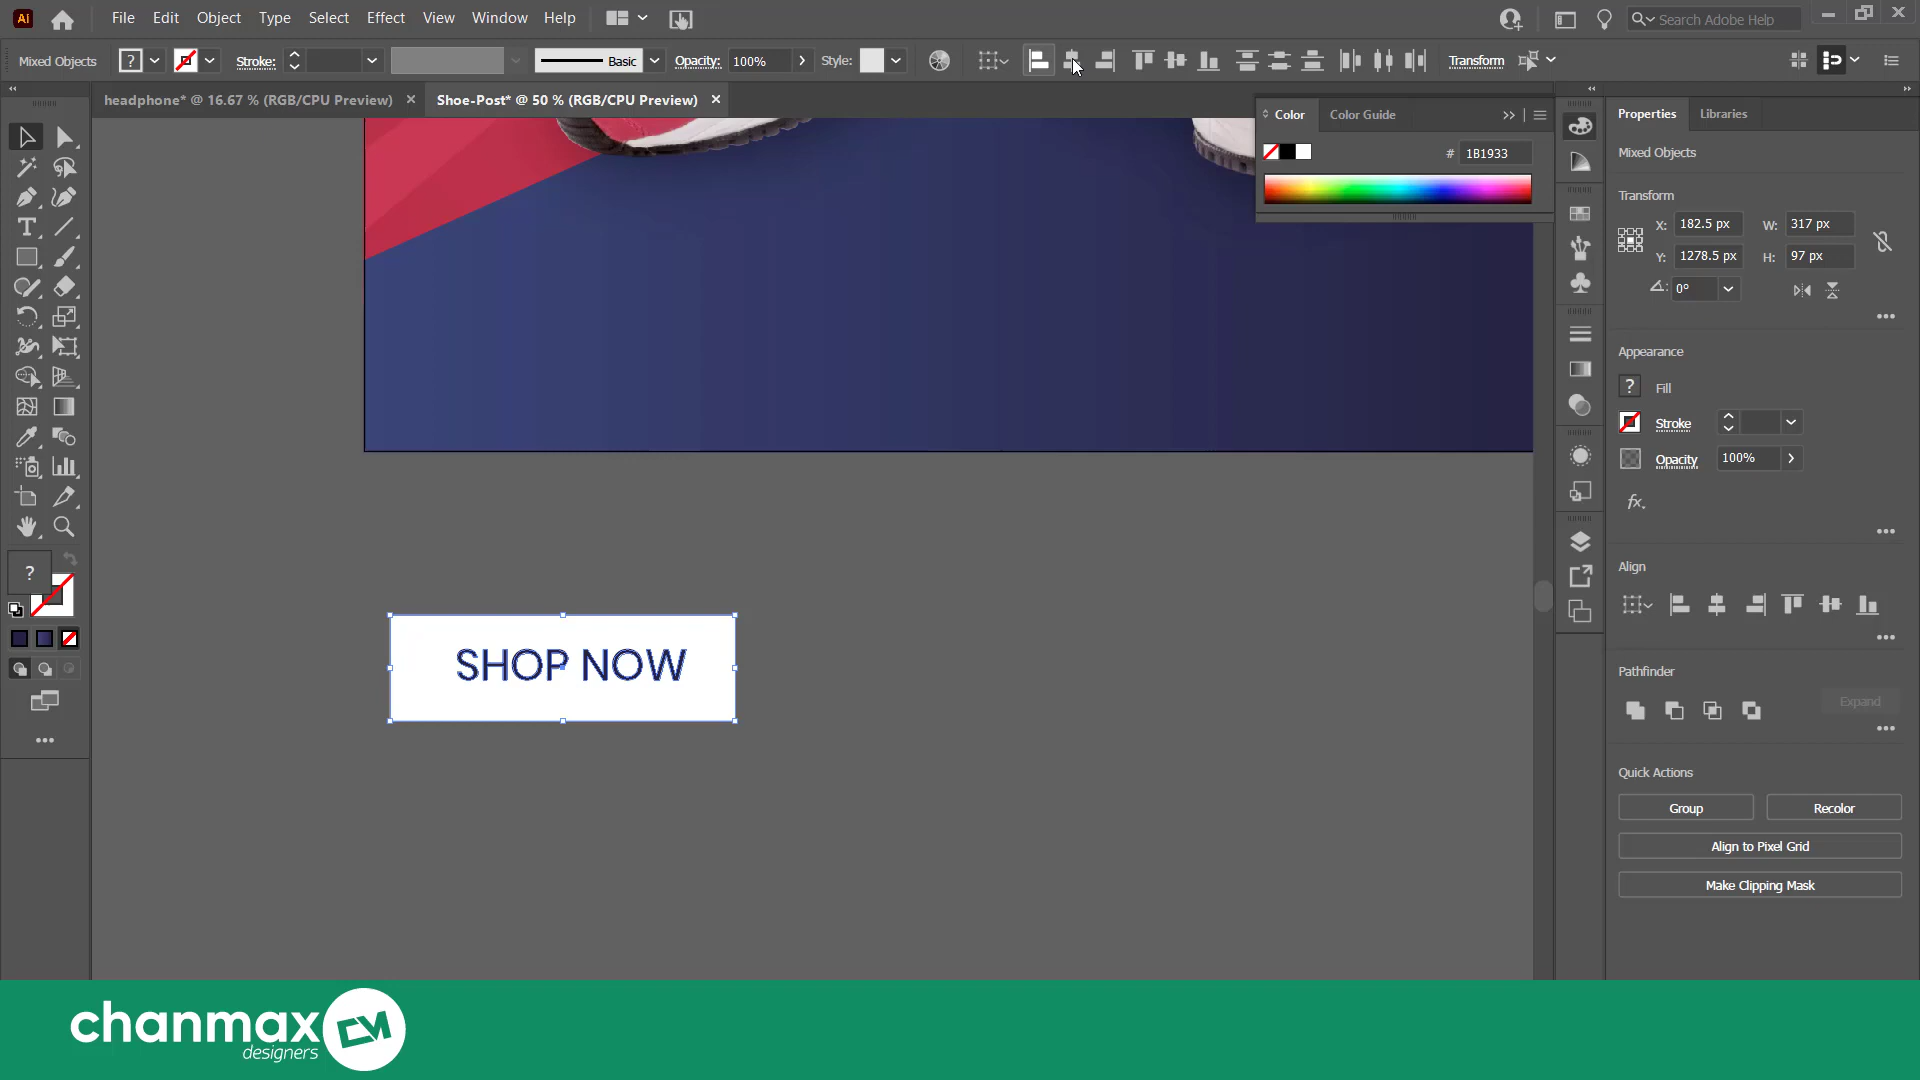 Ai File Edit Object Type Select Effect View Window Help Search Adobe Help
Mixed Objects ? Stroke: Basic Opacity: 100% Style: Transform
headphone* @ 16.67 % (RGB/CPU Preview) Shoe-Post* @ 50 % (RGB/CPU Preview)
Color Color Guide
# 1B1933
Properties Libraries
Mixed Objects
Transform
X: 182.5 px W: 317 px
Y: 1278.5 px H: 97 px
0°
Appearance
? Fill
Stroke
Opacity 100%
fx.
Align
Pathfinder
Expand
Quick Actions
Group Recolor
Align to Pixel Grid
Make Clipping Mask
T
?
SHOP NOW
chanmax CM
designers